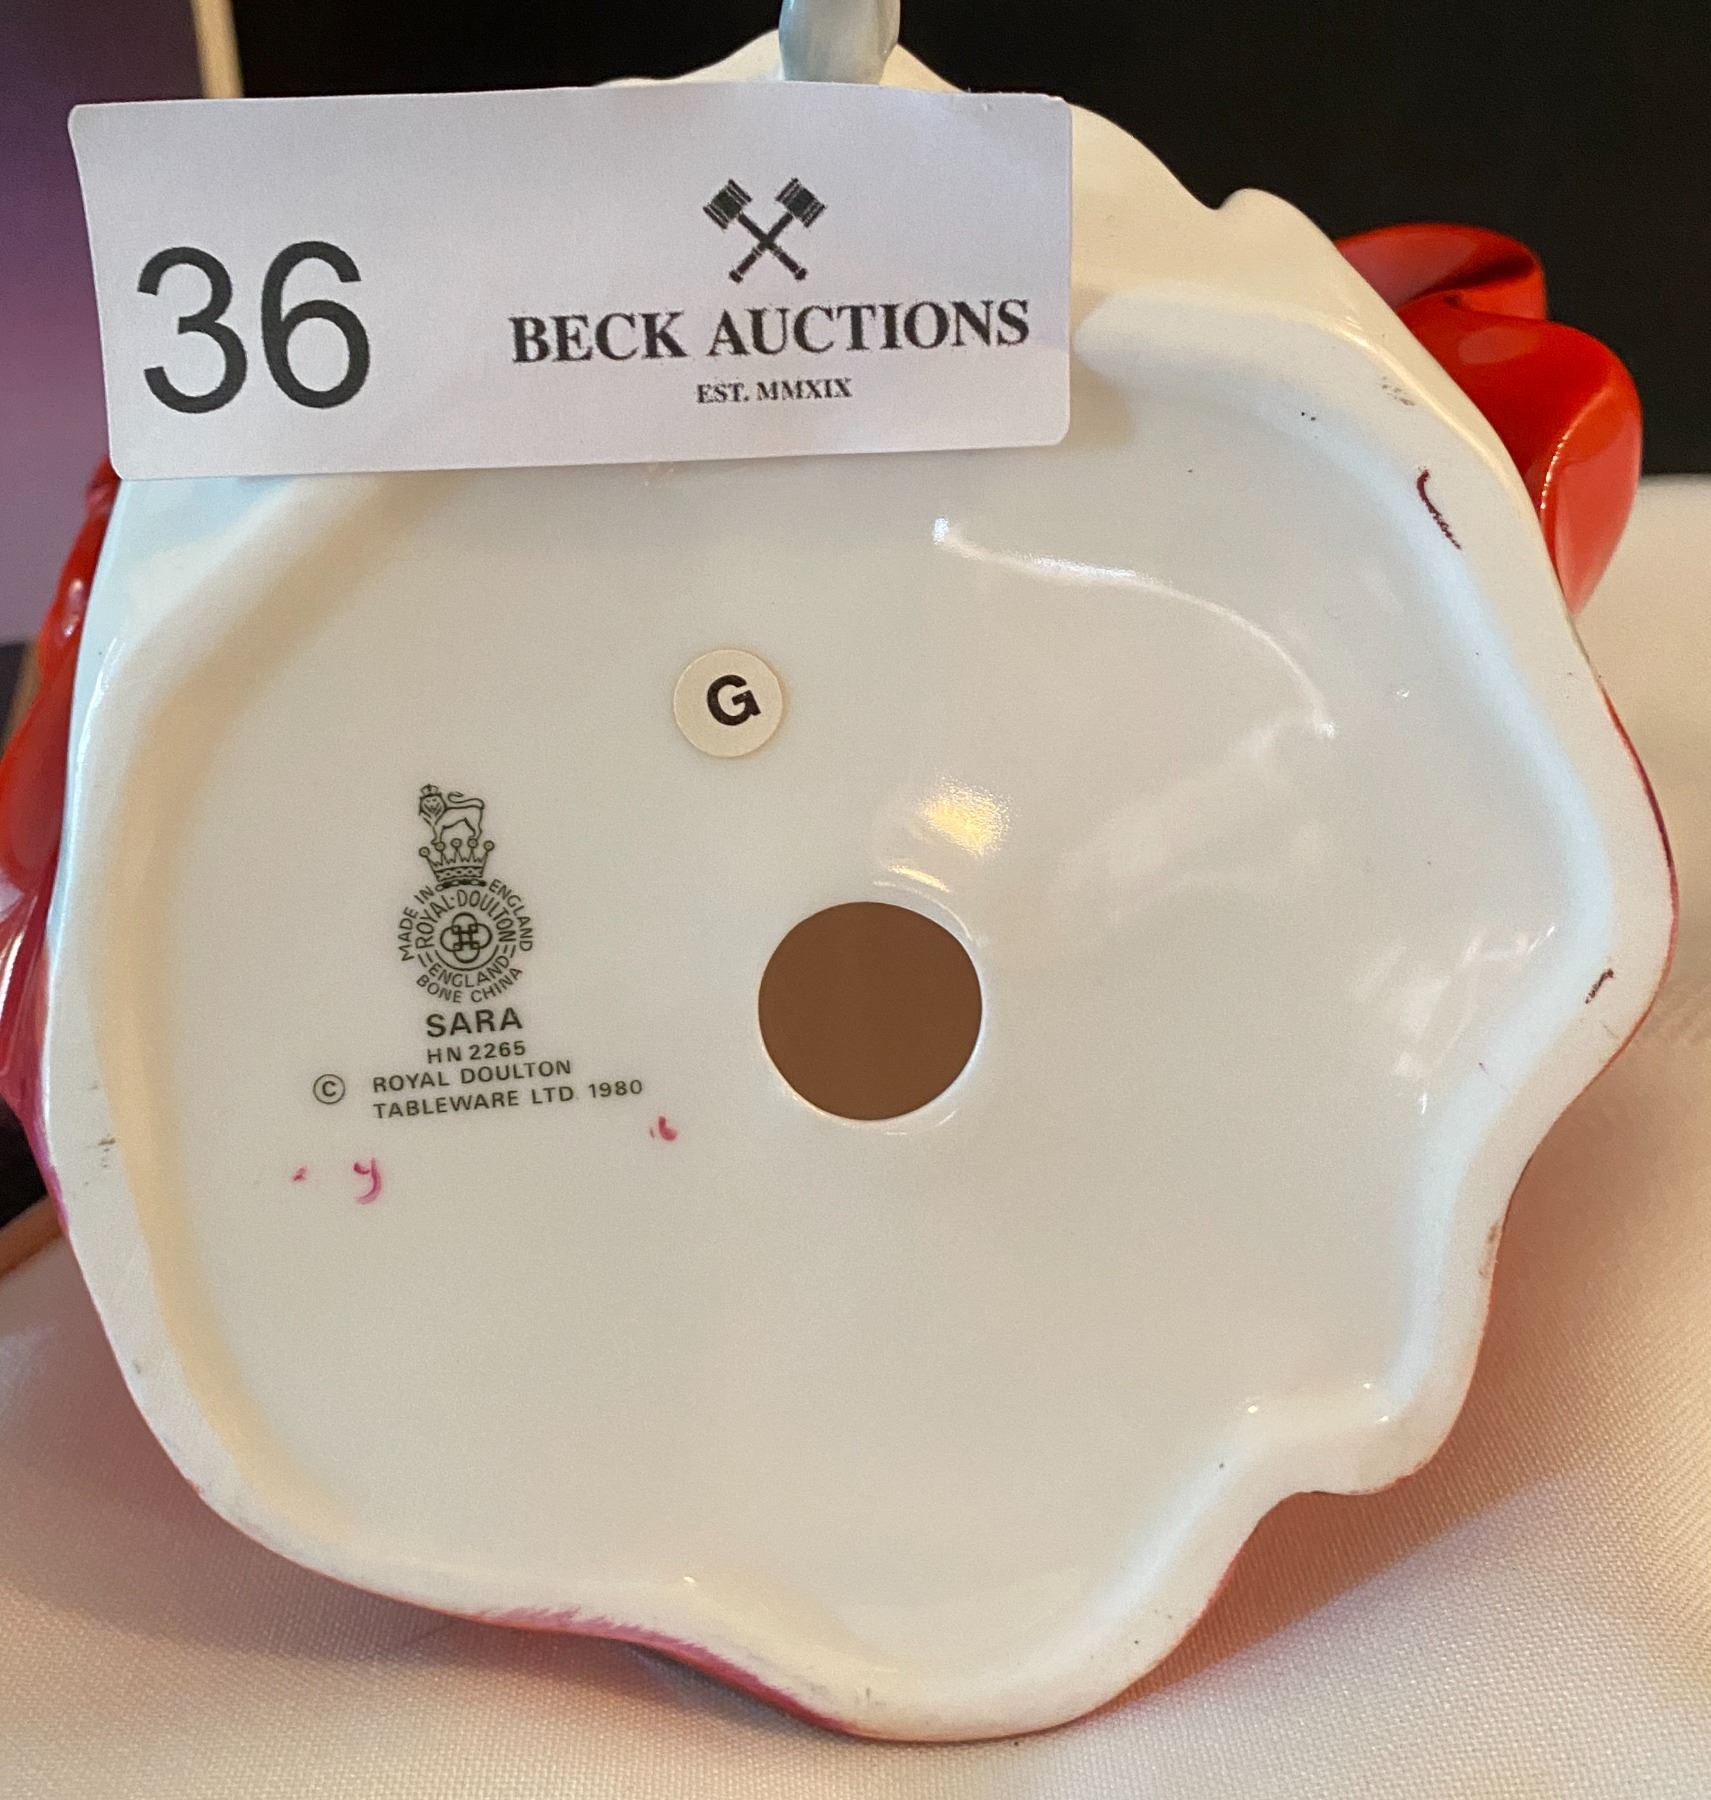 36
BECK AUCTIONS
EST. MMXIX
G
MADE IN ENGLAND
ROYAL·DOULTON
ENGLAND
BONE CHINA
SARA
HN 2265
© ROYAL DOULTON
TABLEWARE LTD. 1980